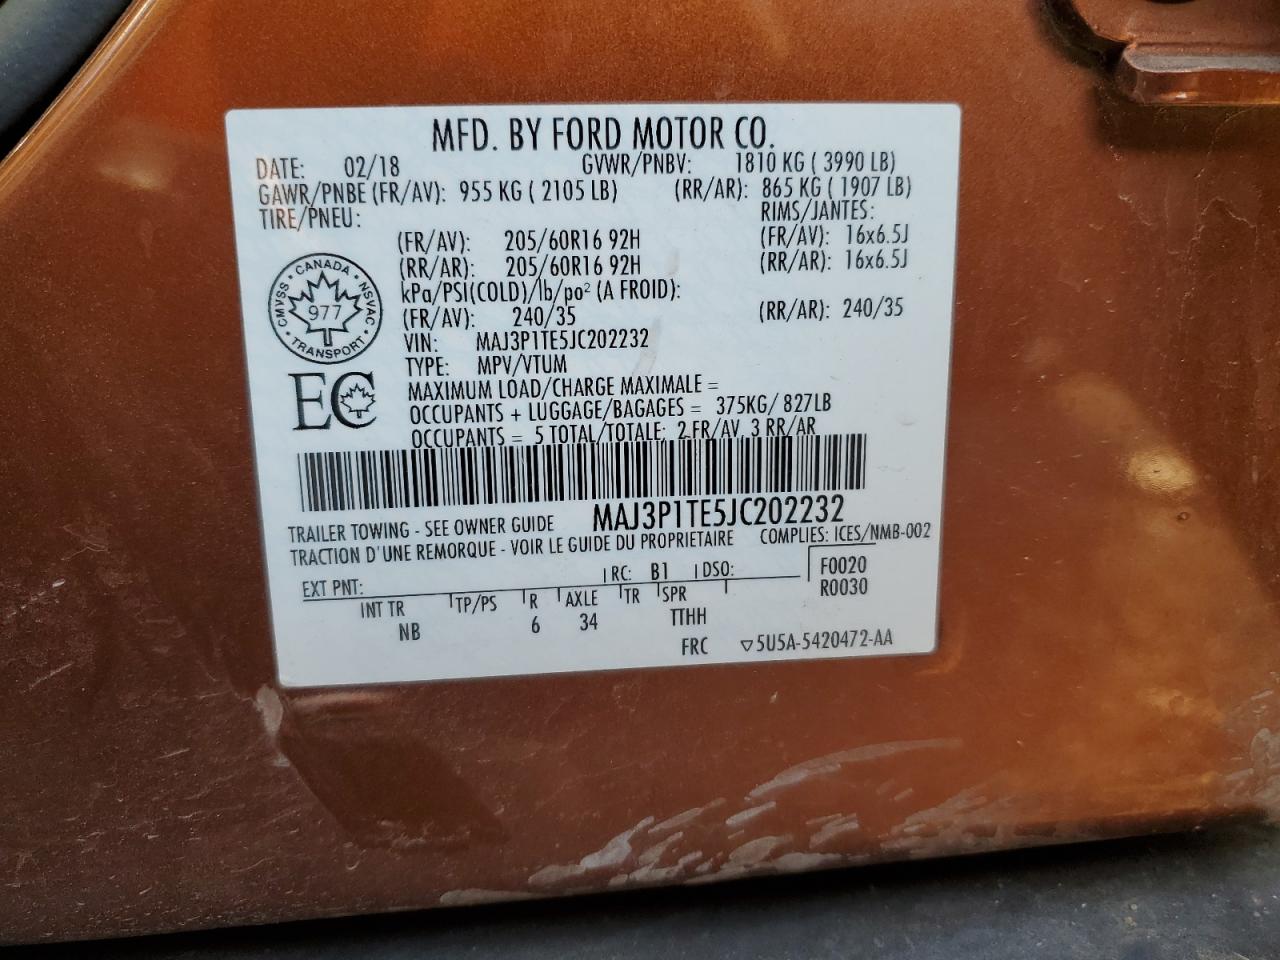 MFD. BY FORD MOTOR CO.
DATE: 02/18 GVWR/PNBV: 1810 KG ( 3990 LB)
GAWR/PNBE (FR/AV): 955 KG ( 2105 LB) (RR/AR): 865 KG ( 1907 LB)
TIRE/PNEU: RIMS/JANTES:
(FR/AV): 205/60R16 92H (FR/AV): 16x6.5J
(RR/AR): 205/60R16 92H (RR/AR): 16x6.5J
kPa/PSI(COLD)/lb/po² (A FROID):
(FR/AV): 240/35 (RR/AR): 240/35
CANADA
CMVSS NSVAC
977
TRANSPORT
VIN: MAJ3P1TE5JC202232
TYPE: MPV/VTUM
EC
MAXIMUM LOAD/CHARGE MAXIMALE =
OCCUPANTS + LUGGAGE/BAGAGES = 375KG/ 827LB
OCCUPANTS = 5 TOTAL/TOTALE: 2 FR/AV 3 RR/AR
MAJ3P1TE5JC202232
TRAILER TOWING - SEE OWNER GUIDE
TRACTION D'UNE REMORQUE - VOIR LE GUIDE DU PROPRIETAIRE COMPLIES: ICES/NMB-002
EXT PNT: RC: B1 DSO: F0020
R0030
INT TR TP/PS R AXLE TR SPR
NB 6 34 TTHH
FRC ▽5U5A-5420472-AA